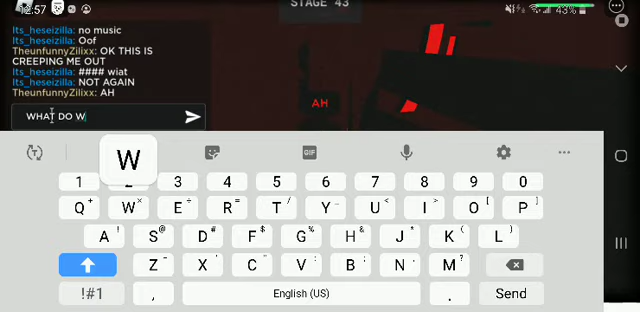 12:57
STAGE 43
43%
Its_heseizilla: no music
Its_heseizilla: Oof
TheunfunnyZilixx: OK THIS IS
CREEPING ME OUT
Its_heseizilla: #### wiat
Its_heseizilla: NOT AGAIN
TheunfunnyZilixx: AH
AH
WHAT DO W
W
GIF
1 2 3 4 5 6 7 8 9 0
Q + W × E ÷ R = T / Y _ U < I > O [ P ]
A ! S @ D # F $ G % H & J * K ( L )
Z - X ' C " V : B ; N , M ?
!#1 , English (US) . Send